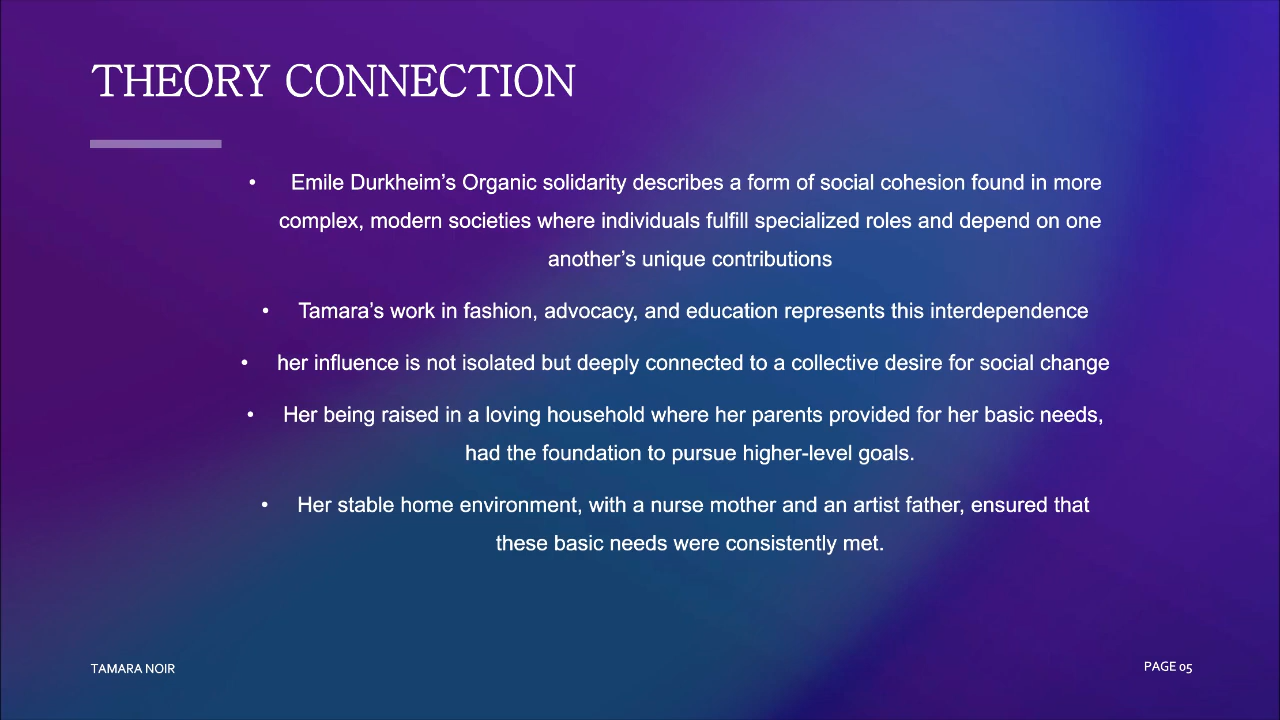 THEORY CONNECTION
• Emile Durkheim’s Organic solidarity describes a form of social cohesion found in more
complex, modern societies where individuals fulfill specialized roles and depend on one
another’s unique contributions
• Tamara’s work in fashion, advocacy, and education represents this interdependence
• her influence is not isolated but deeply connected to a collective desire for social change
• Her being raised in a loving household where her parents provided for her basic needs,
had the foundation to pursue higher-level goals.
• Her stable home environment, with a nurse mother and an artist father, ensured that
these basic needs were consistently met.
TAMARA NOIR
PAGE 05